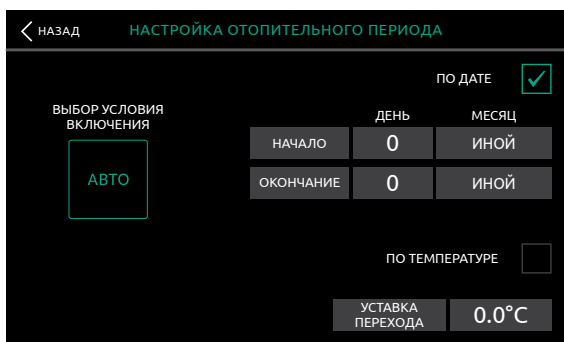 НАЗАД НАСТРОЙКА ОТОПИТЕЛЬНОГО ПЕРИОДА
ПО ДАТЕ
ВЫБОР УСЛОВИЯ
ВКЛЮЧЕНИЯ
АВТО
ДЕНЬ МЕСЯЦ
НАЧАЛО 0 ИНОЙ
ОКОНЧАНИЕ 0 ИНОЙ
ПО ТЕМПЕРАТУРЕ
УСТАВКА
ПЕРЕХОДА
0.0°C